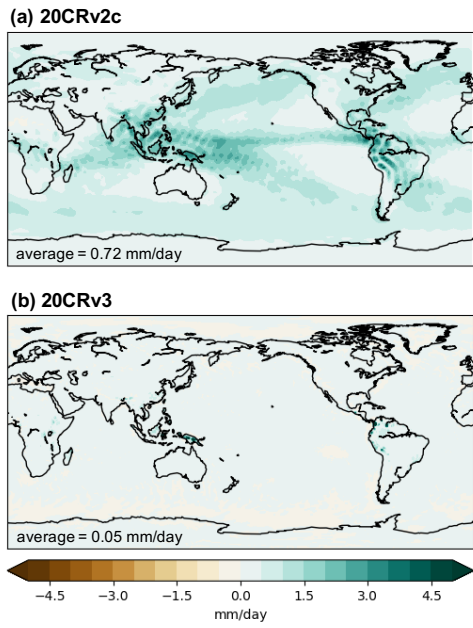 (a) 20CRv2c
average = 0.72 mm/day
(b) 20CRv3
average = 0.05 mm/day
−4.5 −3.0 −1.5 0.0 1.5 3.0 4.5
mm/day